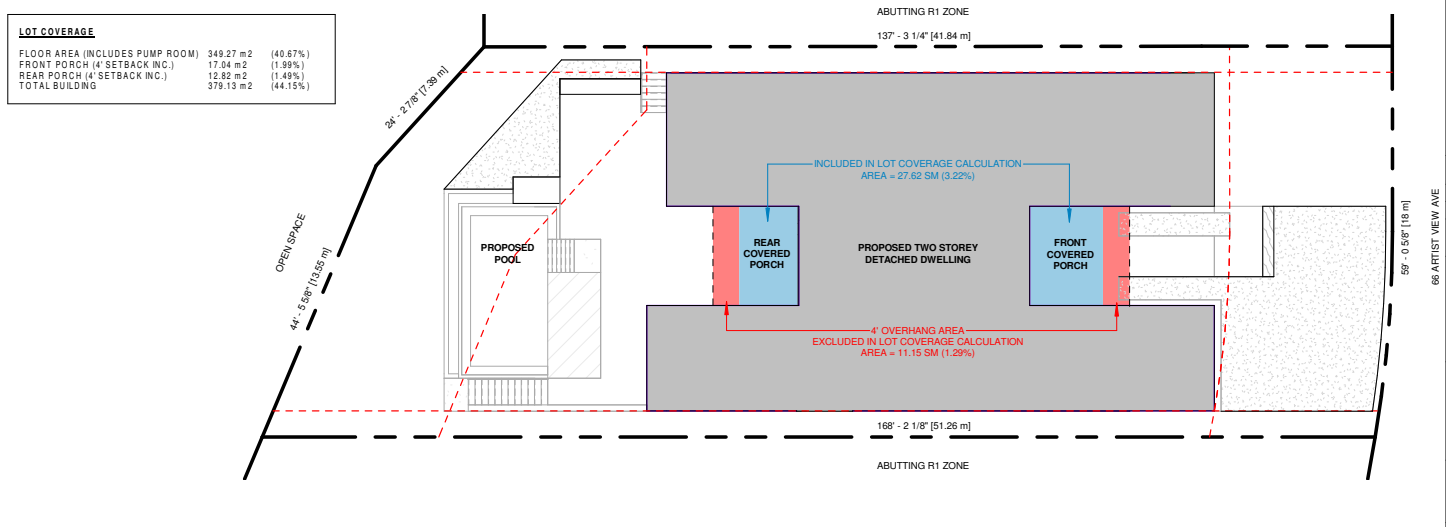 LOT COVERAGE
FLOOR AREA (INCLUDES PUMP ROOM) 349.27 m2 (40.67%)
FRONT PORCH (4' SETBACK INC.) 17.04 m2 (1.99%)
REAR PORCH (4' SETBACK INC.) 12.82 m2 (1.49%)
TOTAL BUILDING 379.13 m2 (44.15%)
ABUTTING R1 ZONE
137' - 3 1/4" [41.84 m]
24' - 2 7/8" [7.39 m]
INCLUDED IN LOT COVERAGE CALCULATION
AREA = 27.62 SM (3.22%)
OPEN SPACE
44' - 5 5/8" [13.55 m]
PROPOSED
POOL
REAR
COVERED
PORCH
PROPOSED TWO STOREY
DETACHED DWELLING
FRONT
COVERED
PORCH
59' - 0 5/8" [18 m]
66 ARTIST VIEW AVE
4' OVERHANG AREA
EXCLUDED IN LOT COVERAGE CALCULATION
AREA = 11.15 SM (1.29%)
168' - 2 1/8" [51.26 m]
ABUTTING R1 ZONE